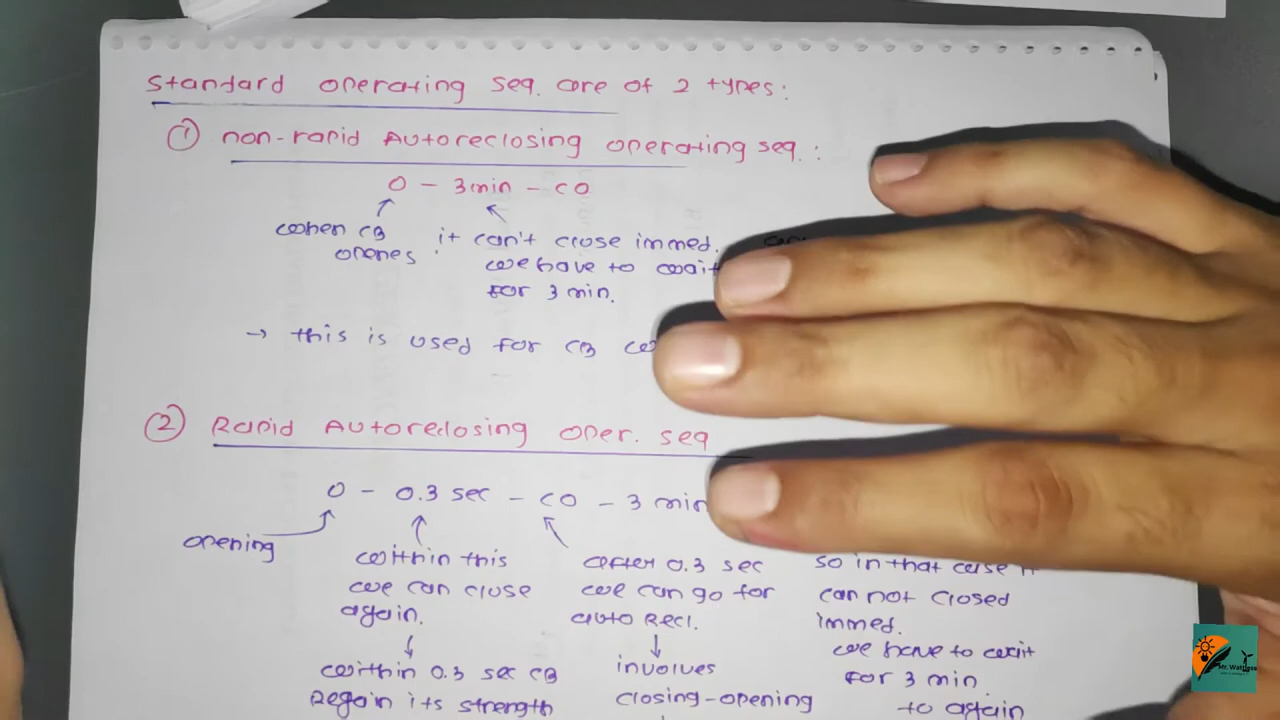 Standard operating seq. are of 2 types:
① non-rapid Autoreclosing operating seq. :
O - 3min - CO
when CB opens
it can't close immed.
we have to wait
for 3 min.
→ this is used for CB
② Rapid Autoreclosing oper. seq
O - 0.3 sec - CO - 3 min
opening
within this
we can close
again.
within 0.3 sec CB
Regain its strength
after 0.3 sec
we can go for
auto Recl.
involves
closing-opening
so in that case it
can not closed
immed.
we have to wait
for 3 min.
to again
Mr. Wattless